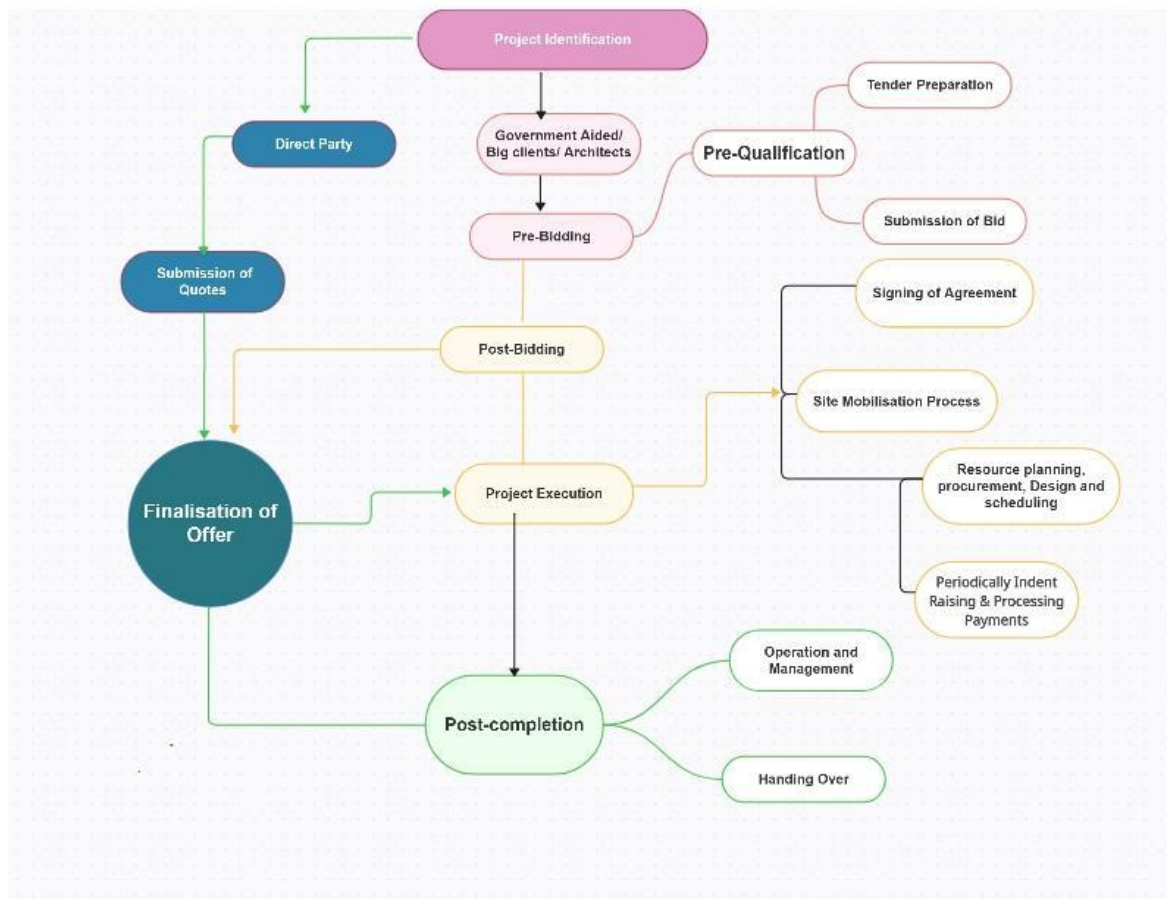 Project Identification
Tender Preparation
Direct Party
Government Aided/
Big clients/ Architects
Pre-Qualification
Pre-Bidding
Submission of Bid
Submission of
Quotes
Signing of Agreement
Post-Bidding
Site Mobilisation Process
Finalisation of
Offer
Project Execution
Resource planning,
procurement, Design and
scheduling
Periodically Indent
Raising & Processing
Payments
Operation and
Management
Post-completion
Handing Over